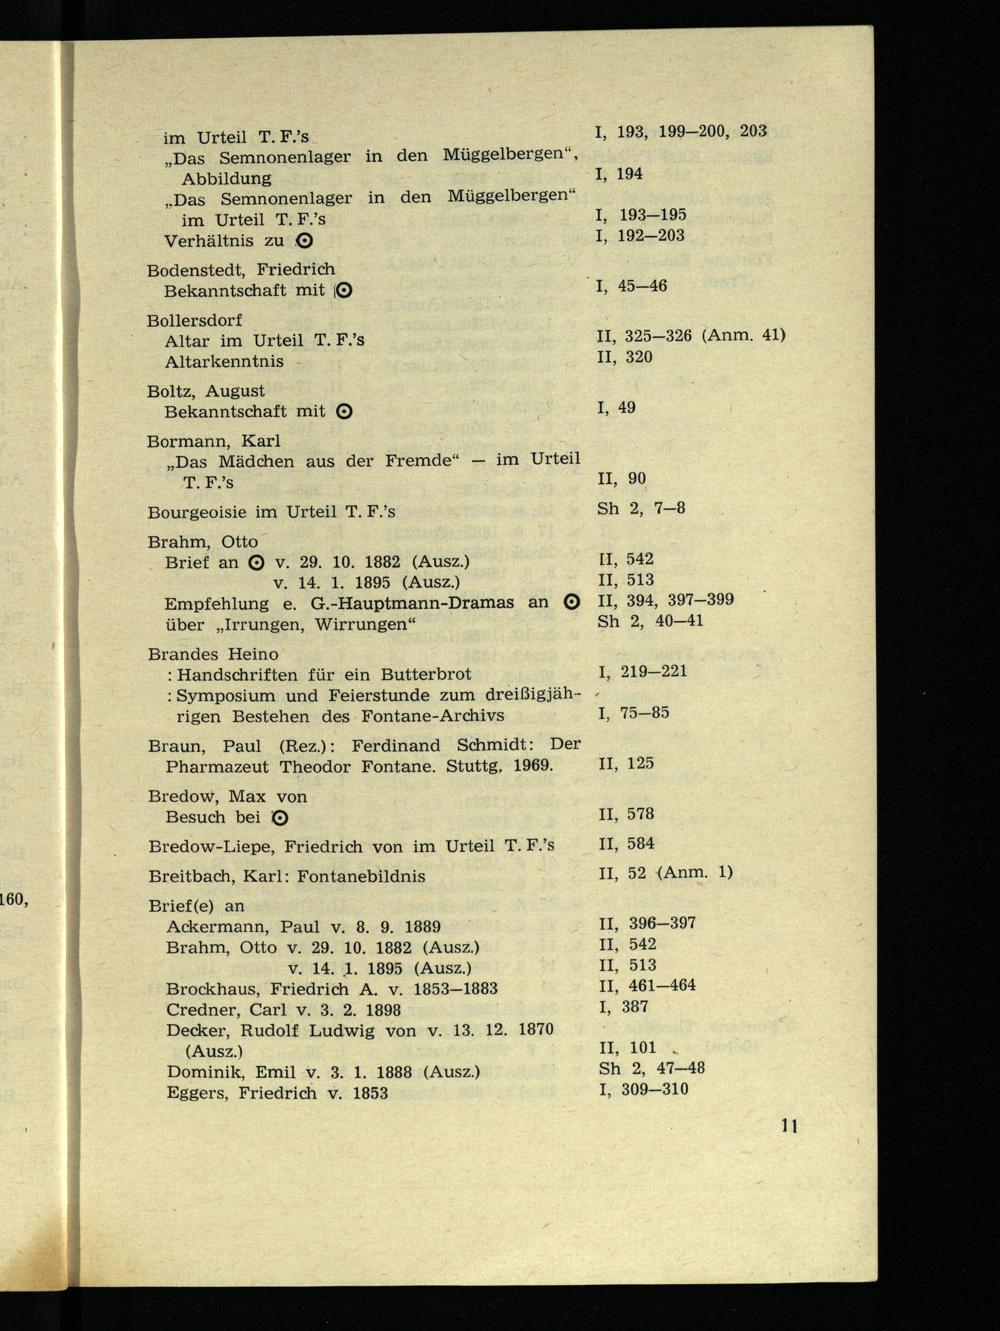 im Urteil T. F.'s I, 193, 199—200, 203
„Das Semnonenlager in den Müggelbergen“,
Abbildung I, 194
„Das Semnonenlager in den Müggelbergen“
im Urteil T. F.'s I, 193—195
Verhältnis zu ⊙ I, 192—203
Bodenstedt, Friedrich
Bekanntschaft mit ⊙ I, 45—46
Bollersdorf
Altar im Urteil T. F.'s II, 325—326 (Anm. 41)
Altarkenntnis II, 320
Boltz, August
Bekanntschaft mit ⊙ I, 49
Bormann, Karl
„Das Mädchen aus der Fremde“ — im Urteil
T. F.'s II, 90
Bourgeoisie im Urteil T. F.'s Sh 2, 7—8
Brahm, Otto
Brief an ⊙ v. 29. 10. 1882 (Ausz.) II, 542
v. 14. 1. 1895 (Ausz.) II, 513
Empfehlung e. G.-Hauptmann-Dramas an ⊙ II, 394, 397—399
über „Irrungen, Wirrungen“ Sh 2, 40—41
Brandes Heino
: Handschriften für ein Butterbrot I, 219—221
: Symposium und Feierstunde zum dreißigjäh-
rigen Bestehen des Fontane-Archivs I, 75—85
Braun, Paul (Rez.): Ferdinand Schmidt: Der
Pharmazeut Theodor Fontane. Stuttg. 1969. II, 125
Bredow, Max von
Besuch bei ⊙ II, 578
Bredow-Liepe, Friedrich von im Urteil T. F.'s II, 584
Breitbach, Karl: Fontanebildnis II, 52 (Anm. 1)
160,
Brief(e) an
Ackermann, Paul v. 8. 9. 1889 II, 396—397
Brahm, Otto v. 29. 10. 1882 (Ausz.) II, 542
v. 14. 1. 1895 (Ausz.) II, 513
Brockhaus, Friedrich A. v. 1853—1883 II, 461—464
Credner, Carl v. 3. 2. 1898 I, 387
Decker, Rudolf Ludwig von v. 13. 12. 1870
(Ausz.) II, 101
Dominik, Emil v. 3. 1. 1888 (Ausz.) Sh 2, 47—48
Eggers, Friedrich v. 1853 I, 309—310
11